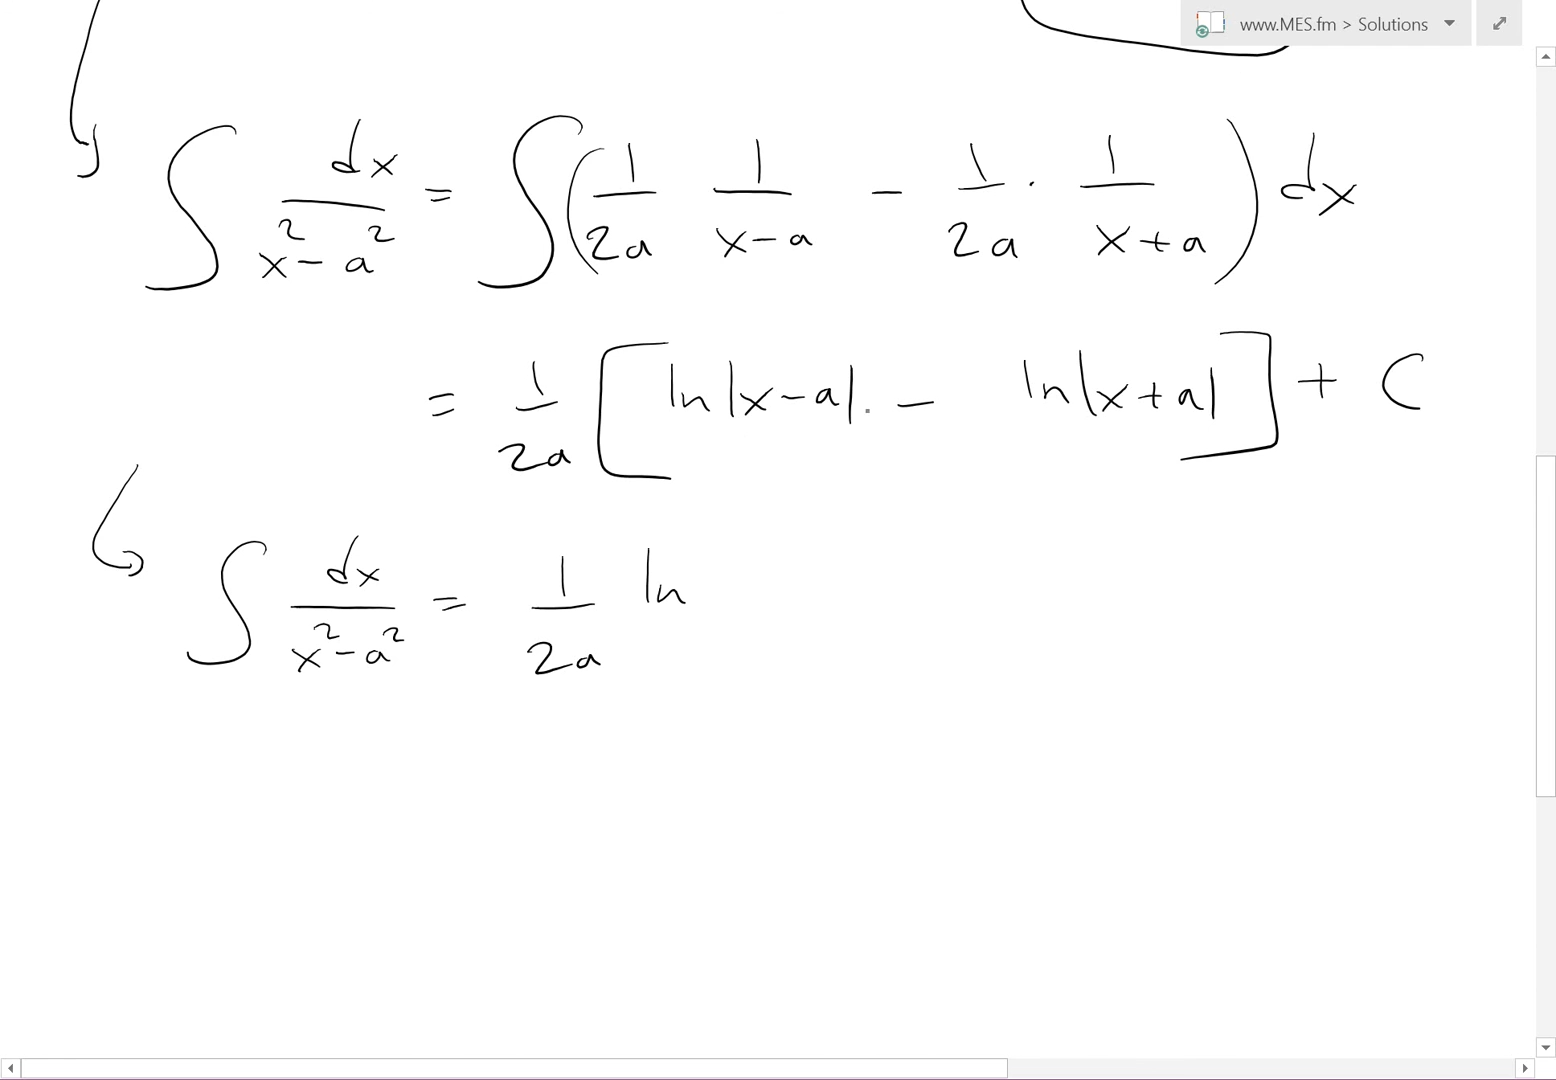 www.MES.fm > Solutions
∫ dx/(x² - a²) = ∫ (1/2a 1/(x-a) - 1/2a · 1/(x+a)) dx
= 1/2a [ln|x-a|. - ln|x+a|] + C
∫ dx/(x²-a²) = 1/2a ln